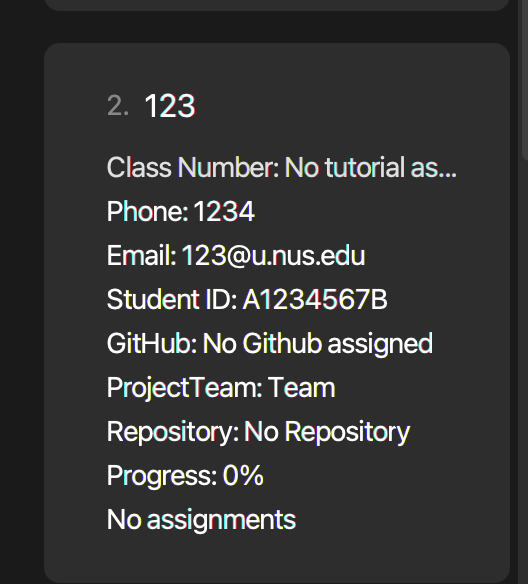 2. 123
Class Number: No tutorial as...
Phone: 1234
Email: 123@u.nus.edu
Student ID: A1234567B
GitHub: No Github assigned
ProjectTeam: Team
Repository: No Repository
Progress: 0%
No assignments